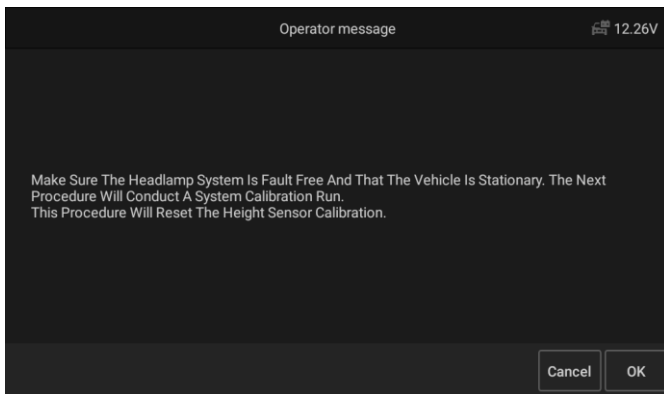 Operator message
12.26V
Make Sure The Headlamp System Is Fault Free And That The Vehicle Is Stationary. The Next
Procedure Will Conduct A System Calibration Run.
This Procedure Will Reset The Height Sensor Calibration.
Cancel
OK